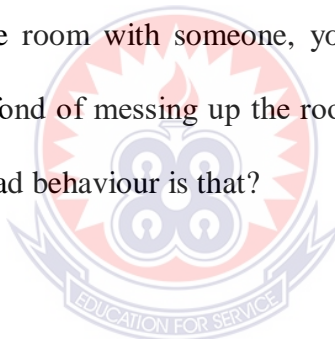 e room with someone, yo
fond of messing up the roo
ad behaviour is that?
EDUCATION FOR SERVICE